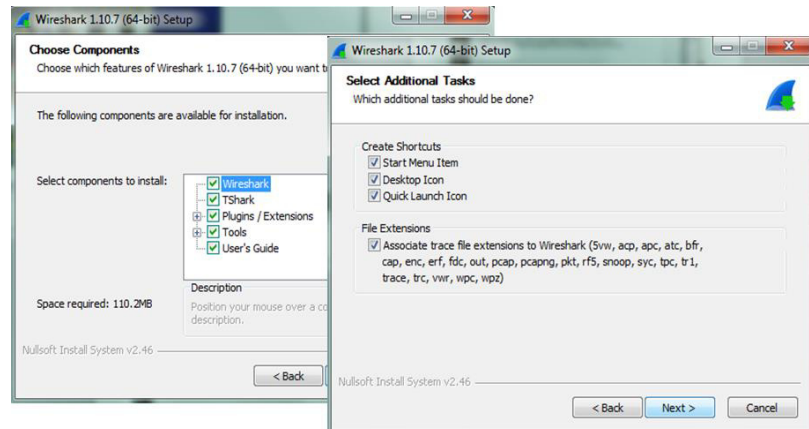 Wireshark 1.10.7 (64-bit) Setup
Choose Components
Choose which features of Wireshark 1.10.7 (64-bit) you want
The following components are available for installation.
Select components to install:
Wireshark
TShark
Plugins / Extensions
Tools
User's Guide
Space required: 110.2MB
Description
Position your mouse over a
description.
Nullsoft Install System v2.46
< Back
Wireshark 1.10.7 (64-bit) Setup
Select Additional Tasks
Which additional tasks should be done?
Create Shortcuts
Start Menu Item
Desktop Icon
Quick Launch Icon
File Extensions
Associate trace file extensions to Wireshark (5vw, acp, apc, atc, bfr,
cap, enc, erf, fdc, out, pcap, pcapng, pkt, rf5, snoop, syc, tpc, tr1,
trace, trc, vwr, wpc, wpz)
Nullsoft Install System v2.46
< Back
Next >
Cancel